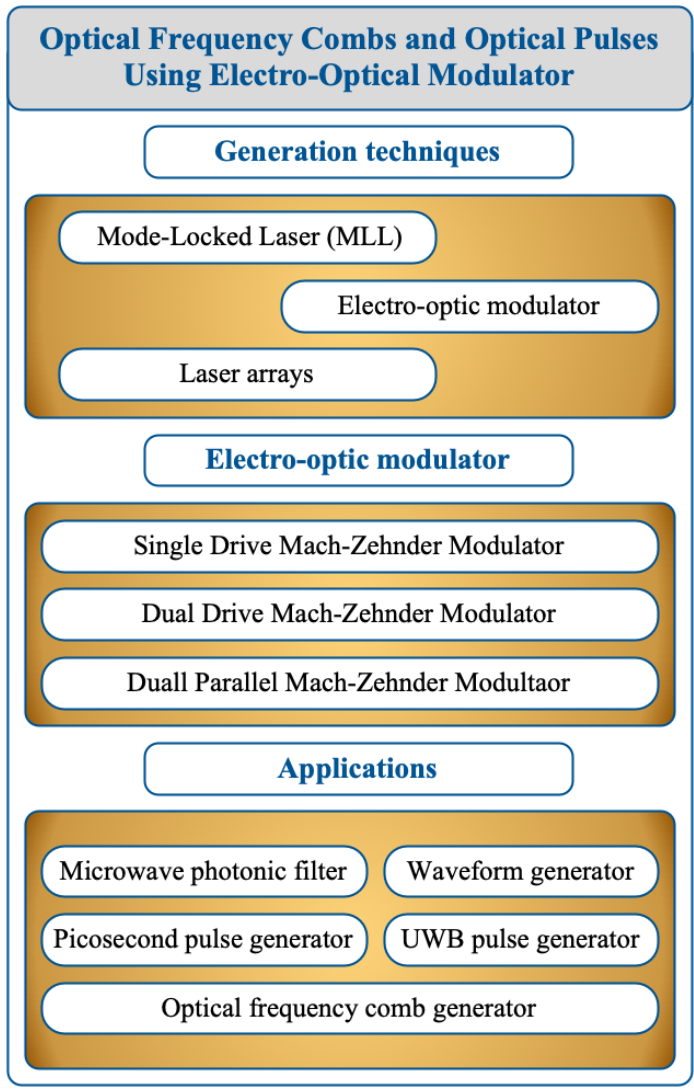 Optical Frequency Combs and Optical Pulses
Using Electro-Optical Modulator
Generation techniques
Mode-Locked Laser (MLL)
Electro-optic modulator
Laser arrays
Electro-optic modulator
Single Drive Mach-Zehnder Modulator
Dual Drive Mach-Zehnder Modulator
Duall Parallel Mach-Zehnder Modultaor
Applications
Microwave photonic filter
Waveform generator
Picosecond pulse generator
UWB pulse generator
Optical frequency comb generator